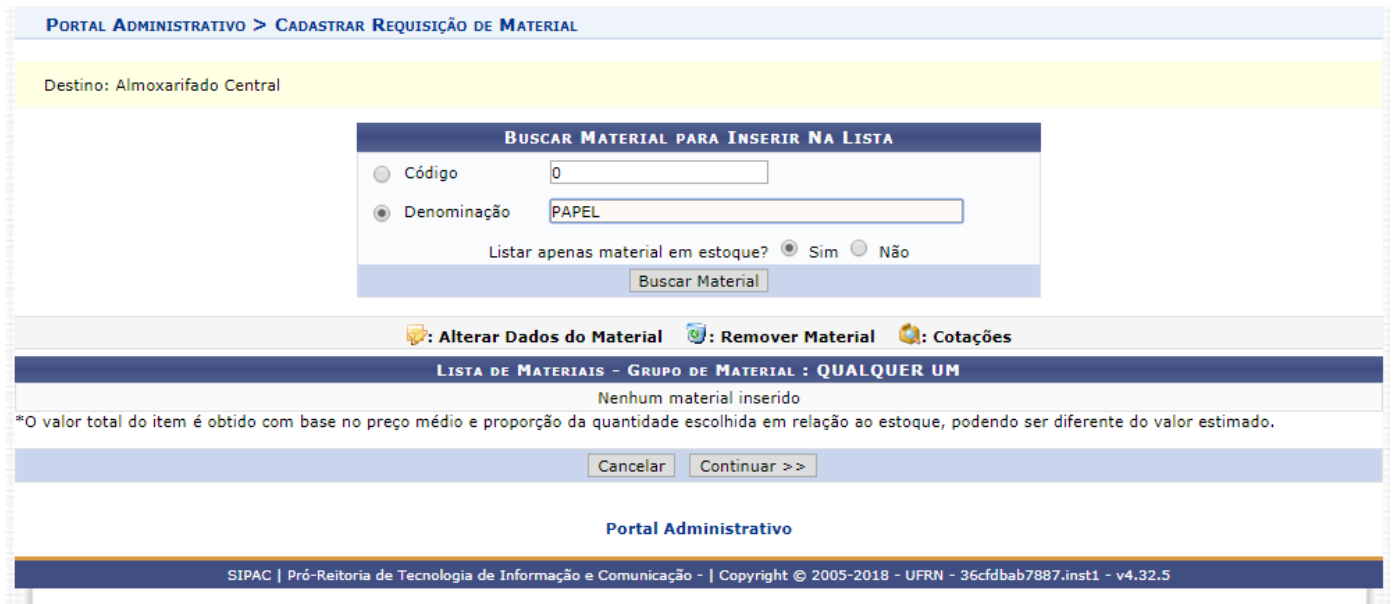 Portal Administrativo > Cadastrar Requisição de Material
Destino: Almoxarifado Central
Buscar Material para Inserir Na Lista
Código 0
Denominação PAPEL
Listar apenas material em estoque? Sim Não
Buscar Material
: Alterar Dados do Material : Remover Material : Cotações
Lista de Materiais - Grupo de Material : QUALQUER UM
Nenhum material inserido
*O valor total do item é obtido com base no preço médio e proporção da quantidade escolhida em relação ao estoque, podendo ser diferente do valor estimado.
Cancelar Continuar >>
Portal Administrativo
SIPAC | Pró-Reitoria de Tecnologia de Informação e Comunicação - | Copyright © 2005-2018 - UFRN - 36cfdbab7887.inst1 - v4.32.5